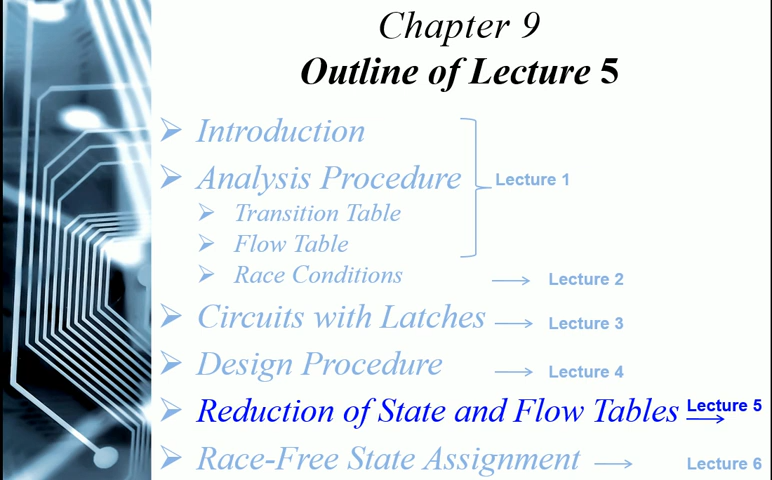 Chapter 9
Outline of Lecture 5
Introduction
Analysis Procedure
Lecture 1
Transition Table
Flow Table
Race Conditions
Lecture 2
Circuits with Latches
Lecture 3
Design Procedure
Lecture 4
Reduction of State and Flow Tables
Lecture 5
Race-Free State Assignment
Lecture 6